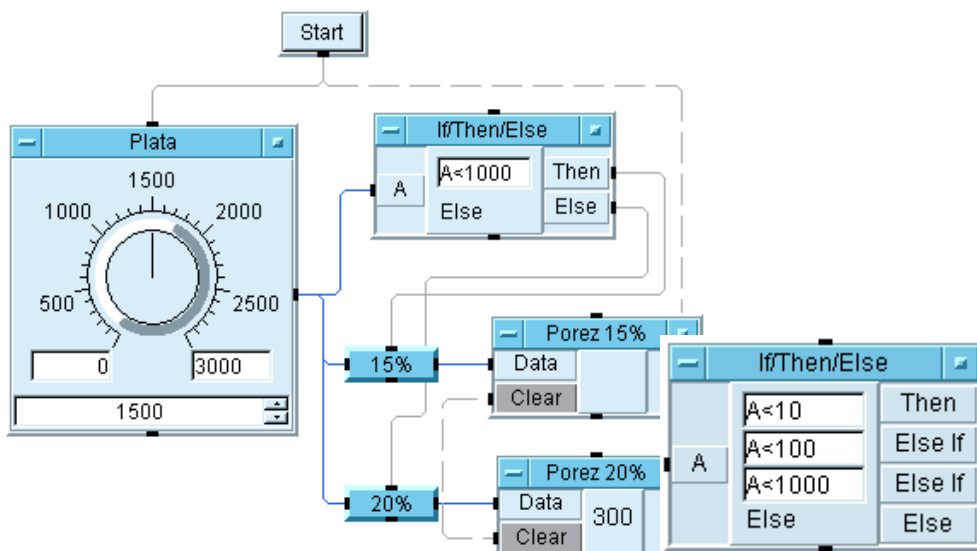 Start
Plata
1500
1000
2000
500
2500
0
3000
1500
If/Then/Else
A<1000
Then
A
Else
Else
15%
Porez 15%
Data
Clear
20%
Porez 20%
Data
300
Clear
If/Then/Else
A<10
Then
A<100
Else If
A
A<1000
Else If
Else
Else